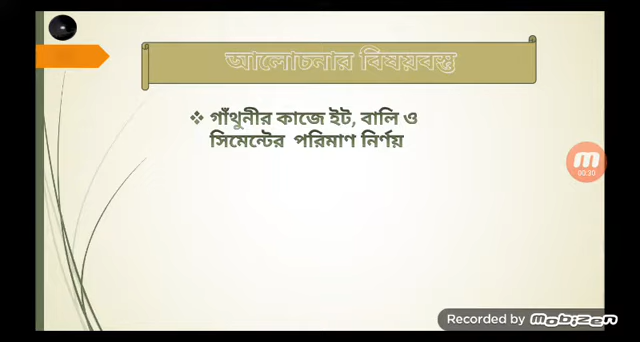 আলোচনার বিষয়বস্তু
❖ গাঁথুনীর কাজে ইট, বালি ও
সিমেন্টের পরিমাণ নির্ণয়
00:30
Recorded by mobizen